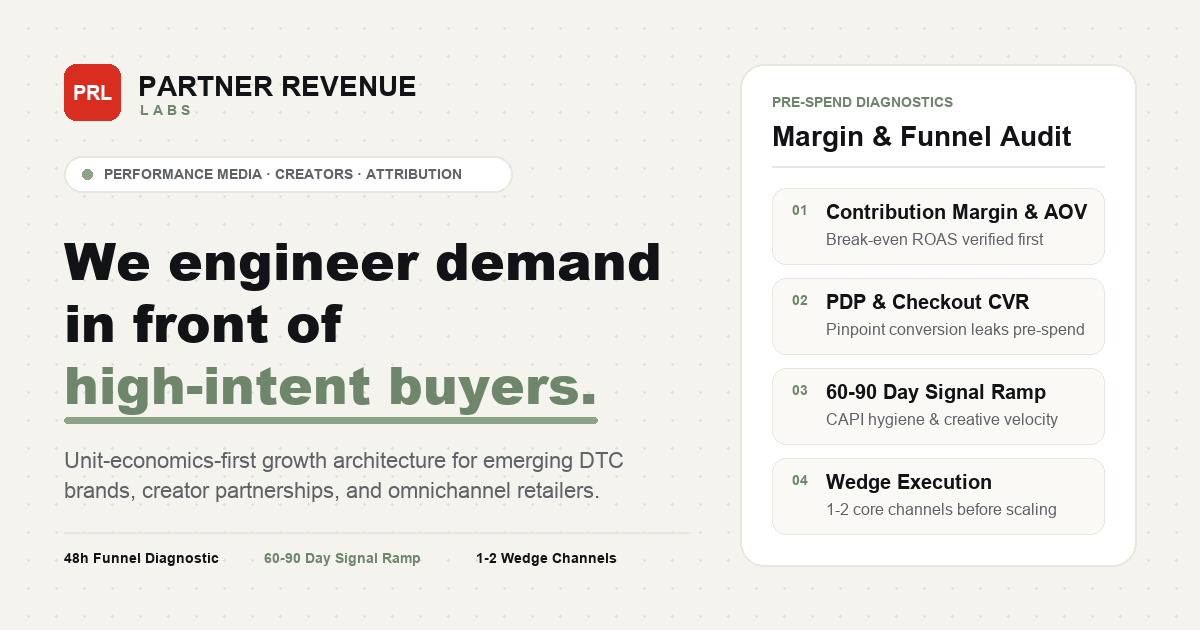 PRL
PARTNER REVENUE
LABS
PERFORMANCE MEDIA · CREATORS · ATTRIBUTION
We engineer demand
in front of
high-intent buyers.
Unit-economics-first growth architecture for emerging DTC
brands, creator partnerships, and omnichannel retailers.
48h Funnel Diagnostic
60-90 Day Signal Ramp
1-2 Wedge Channels
PRE-SPEND DIAGNOSTICS
Margin & Funnel Audit
01 Contribution Margin & AOV
Break-even ROAS verified first
02 PDP & Checkout CVR
Pinpoint conversion leaks pre-spend
03 60-90 Day Signal Ramp
CAPI hygiene & creative velocity
04 Wedge Execution
1-2 core channels before scaling